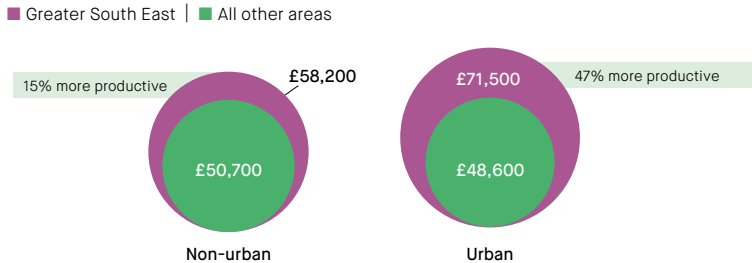 Greater South East | All other areas
15% more productive
£58,200
£50,700
Non-urban
£71,500
47% more productive
£48,600
Urban